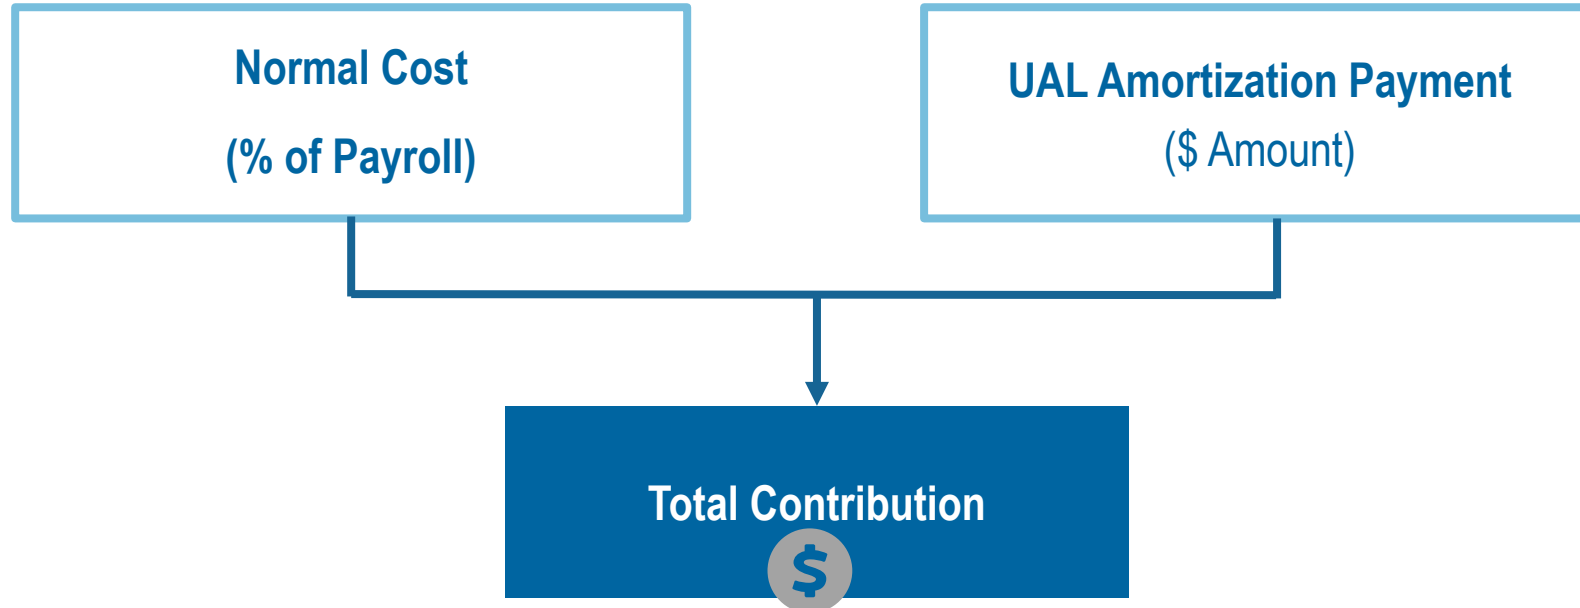 Normal Cost
(% of Payroll)
UAL Amortization Payment
($ Amount)
Total Contribution
$